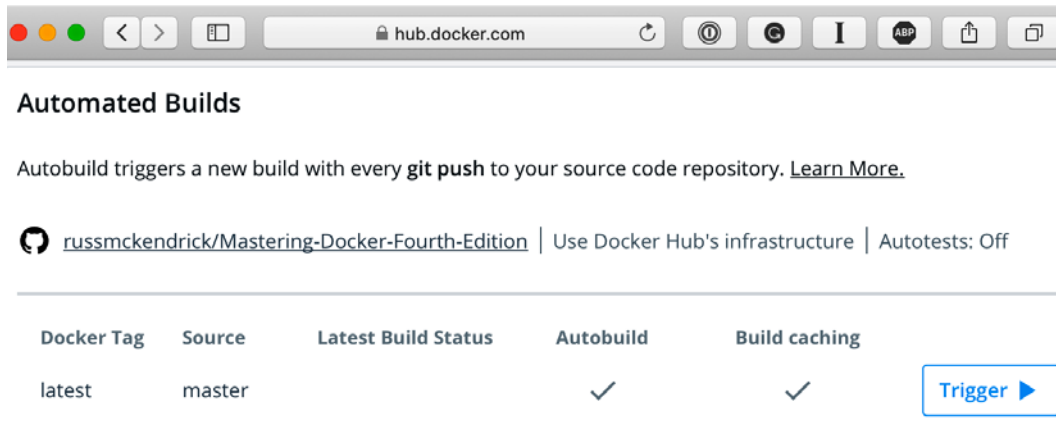 hub.docker.com
ABP
Automated Builds
Autobuild triggers a new build with every git push to your source code repository. Learn More.
russmckendrick/Mastering-Docker-Fourth-Edition | Use Docker Hub's infrastructure | Autotests: Off
Docker Tag Source Latest Build Status Autobuild Build caching
latest master Trigger